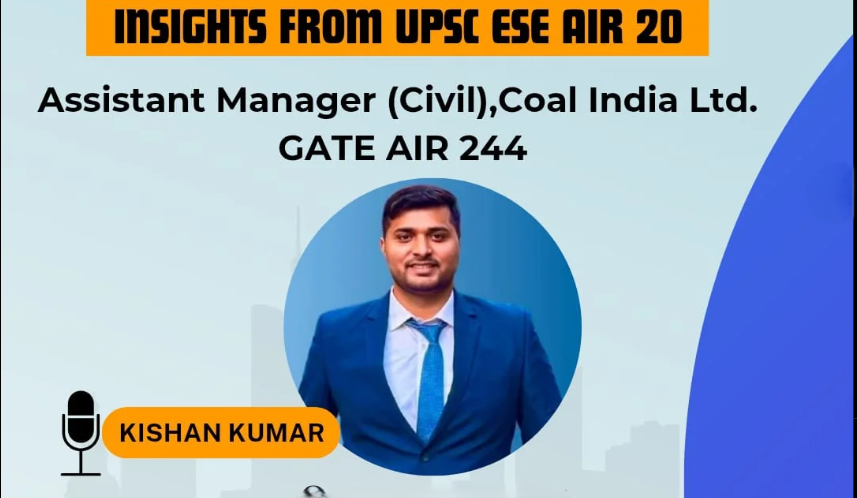 INSIGHTS FROM UPSC ESE AIR 20
Assistant Manager (Civil),Coal India Ltd.
GATE AIR 244
KISHAN KUMAR